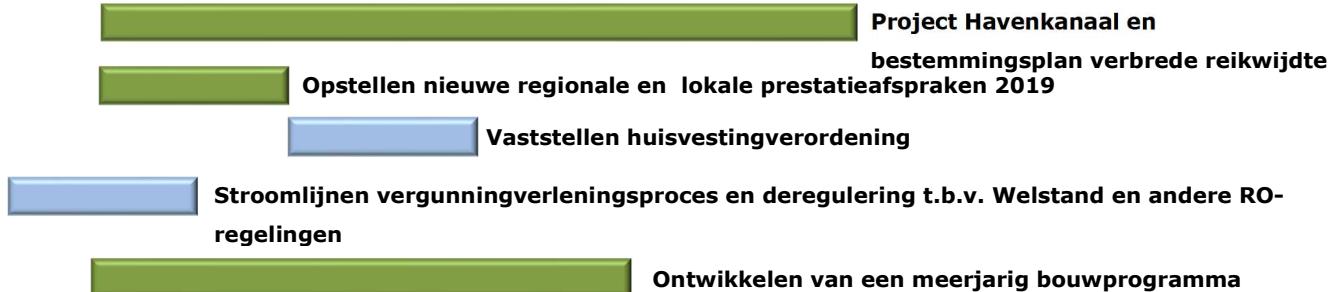 Project Havenkanaal en
bestemmingsplan verbrede reikwijdte
Opstellen nieuwe regionale en lokale prestatieafspraken 2019
Vaststellen huisvestingverordening
Stroomlijnen vergunningverleningsproces en deregulering t.b.v. Welstand en andere RO-
regelingen
Ontwikkelen van een meerjarig bouwprogramma